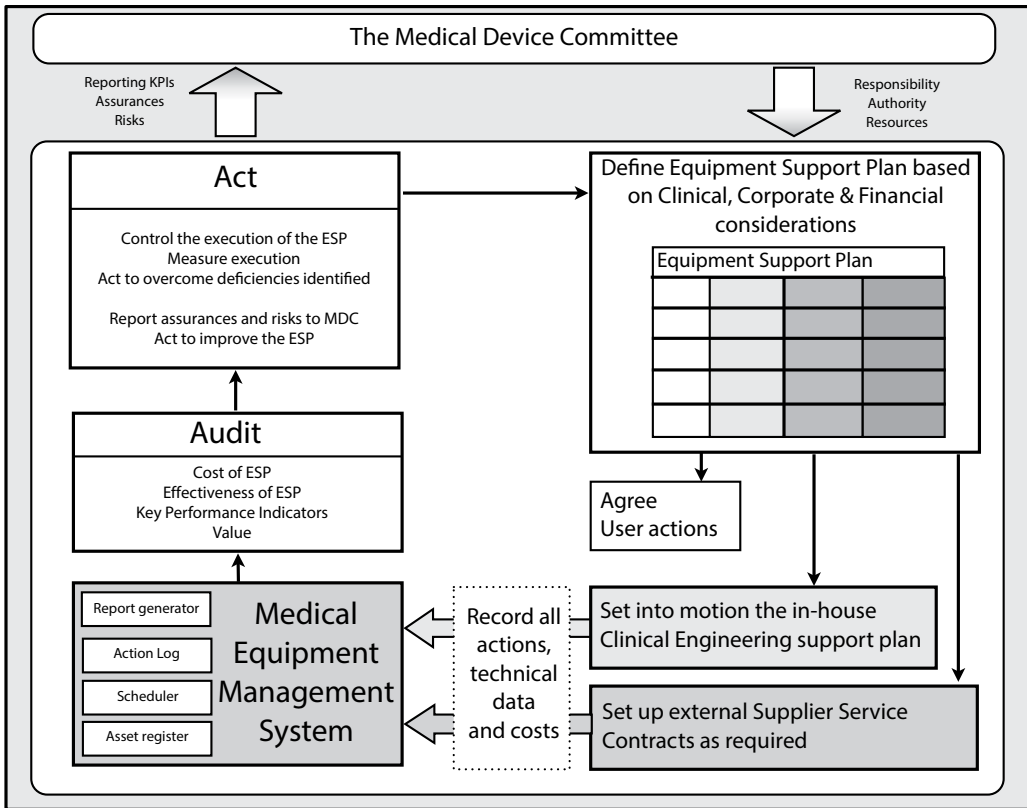 The Medical Device Committee
Reporting KPIs
Assurances
Risks
Responsibility
Authority
Resources
Act
Control the execution of the ESP
Measure execution
Act to overcome deficiencies identified
Report assurances and risks to MDC
Act to improve the ESP
Define Equipment Support Plan based
on Clinical, Corporate & Financial
considerations
Equipment Support Plan
Audit
Cost of ESP
Effectiveness of ESP
Key Performance Indicators
Value
Agree
User actions
Report generator
Action Log
Scheduler
Asset register
Medical
Equipment
Management
System
Record all
actions,
technical
data
and costs
Set into motion the in-house
Clinical Engineering support plan
Set up external Supplier Service
Contracts as required